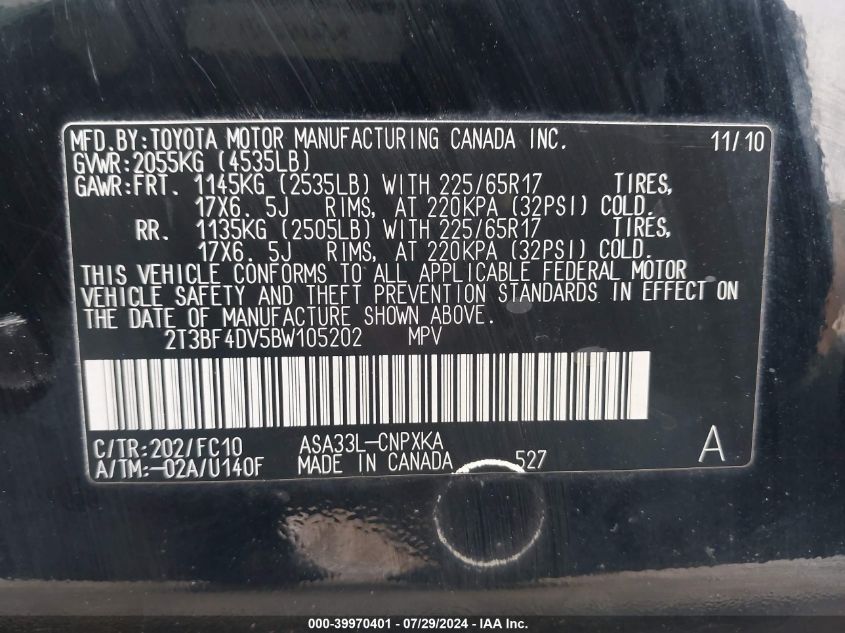 MFD.BY:TOYOTA MOTOR MANUFACTURING CANADA INC. 11/10
GVWR:2055KG (4535LB)
GAWR:FRT. 1145KG (2535LB) WITH 225/65R17 TIRES,
17X6. 5J RIMS, AT 220KPA (32PSI) COLD.
RR. 1135KG (2505LB) WITH 225/65R17 TIRES,
17X6. 5J RIMS, AT 220KPA (32PSI) COLD.
THIS VEHICLE CONFORMS TO ALL APPLICABLE FEDERAL MOTOR
VEHICLE SAFETY AND THEFT PREVENTION STANDARDS IN EFFECT ON
THE DATE OF MANUFACTURE SHOWN ABOVE.
2T3BF4DV5BW105202 MPV
C/TR:202/FC10 ASA33L-CNPXKA
A/TM:-02A/U140F MADE IN CANADA 527 A
000-39970401 | 07/29/2024 - IAA Inc.